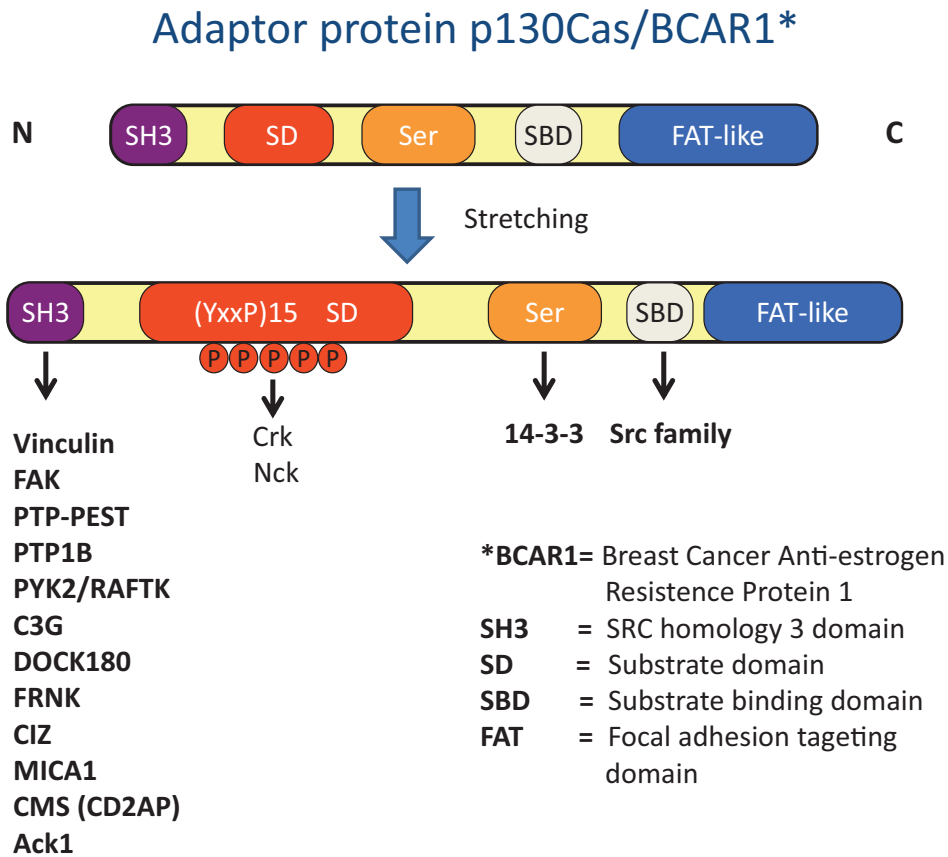 Adaptor protein p130Cas/BCAR1*
N SH3 SD Ser SBD FAT-like C
Stretching
SH3 (YxxP)15 SD Ser SBD FAT-like
P P P P P
Crk
Nck
14-3-3 Src family
Vinculin
FAK
PTP-PEST
PTP1B
PYK2/RAFTK
C3G
DOCK180
FRNK
CIZ
MICA1
CMS (CD2AP)
Ack1
*BCAR1= Breast Cancer Anti-estrogen
Resistence Protein 1
SH3 = SRC homology 3 domain
SD = Substrate domain
SBD = Substrate binding domain
FAT = Focal adhesion tageting
domain